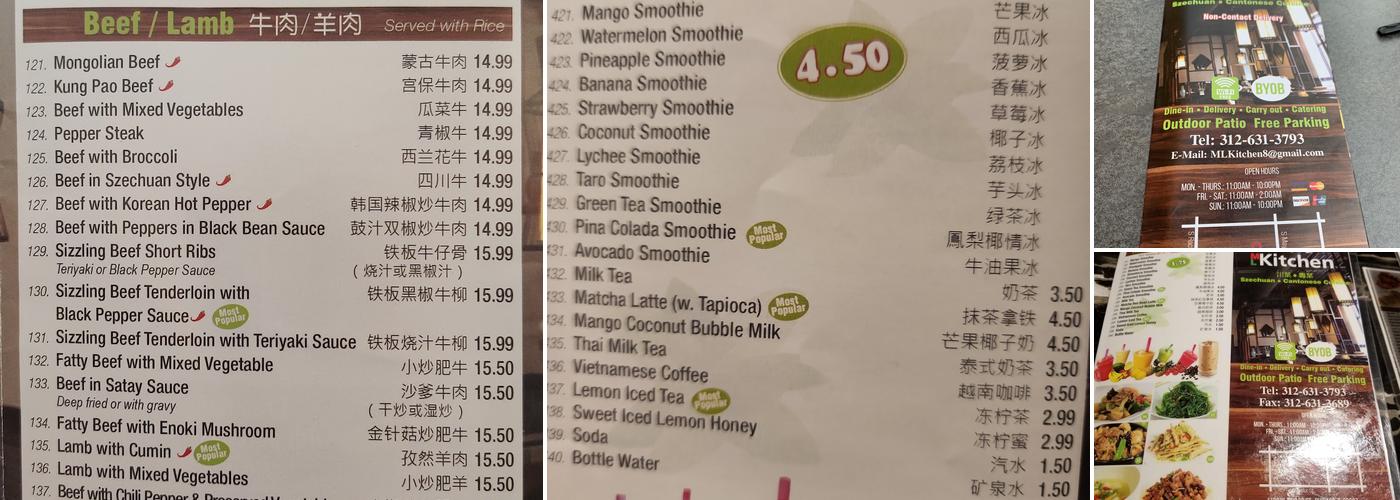 Beef / Lamb 牛肉/羊肉 Served with Rice
121. Mongolian Beef 蒙古牛肉 14.99
122. Kung Pao Beef 宫保牛肉 14.99
123. Beef with Mixed Vegetables 瓜菜牛 14.99
124. Pepper Steak 青椒牛 14.99
125. Beef with Broccoli 西兰花牛 14.99
126. Beef in Szechuan Style 四川牛 14.99
127. Beef with Korean Hot Pepper 韩国辣椒炒牛肉 14.99
128. Beef with Peppers in Black Bean Sauce 鼓汁双椒炒牛肉 14.99
129. Sizzling Beef Short Ribs 铁板牛仔骨 15.99
Teriyaki or Black Pepper Sauce (烧汁或黑椒汁)
130. Sizzling Beef Tenderloin with 铁板黑椒牛柳 15.99
Black Pepper Sauce Most Popular
131. Sizzling Beef Tenderloin with Teriyaki Sauce 铁板烧汁牛柳 15.99
132. Fatty Beef with Mixed Vegetable 小炒肥牛 15.50
133. Beef in Satay Sauce 沙爹牛肉 15.50
Deep fried or with gravy (干炒或湿炒)
134. Fatty Beef with Enoki Mushroom 金针菇炒肥牛 15.50
135. Lamb with Cumin Most Popular 孜然羊肉 15.50
136. Lamb with Mixed Vegetables 小炒肥羊 15.50
137. Beef with Chili Pepper & Preserved
4.50
421. Mango Smoothie 芒果冰
422. Watermelon Smoothie 西瓜冰
423. Pineapple Smoothie 菠萝冰
424. Banana Smoothie 香蕉冰
425. Strawberry Smoothie 草莓冰
426. Coconut Smoothie 椰子冰
427. Lychee Smoothie 荔枝冰
428. Taro Smoothie 芋头冰
429. Green Tea Smoothie 绿茶冰
430. Pina Colada Smoothie Most Popular 鳳梨椰情冰
431. Avocado Smoothie 牛油果冰
432. Milk Tea 奶茶 3.50
433. Matcha Latte (w. Tapioca) Most Popular 抹茶拿铁 4.50
434. Mango Coconut Bubble Milk 芒果椰子奶 4.50
435. Thai Milk Tea 泰式奶茶 3.50
436. Vietnamese Coffee 越南咖啡 3.50
437. Lemon Iced Tea Most Popular 冻柠茶 2.99
438. Sweet Iced Lemon Honey 冻柠蜜 2.99
439. Soda 汽水 1.50
440. Bottle Water 矿泉水 1.50
Szechuan + Cantonese
Non-Contact Delivery
Wi-Fi BYOB
Dine-in • Delivery • Carry out • Catering
Outdoor Patio Free Parking
Tel: 312-631-3793
E-Mail: MLKitchen8@gmail.com
OPEN HOURS
MON. - THURS.: 11:00AM - 10:00PM
FRI. - SAT.: 11:00AM - 2:00AM
SUN.: 11:00AM - 10:00PM
ML Kitchen
Szechuan + Cantonese
BYOB
Dine-in • Delivery • Carry out • Catering
Outdoor Patio Free Parking
Tel: 312-631-3793
Fax: 312-631-3689